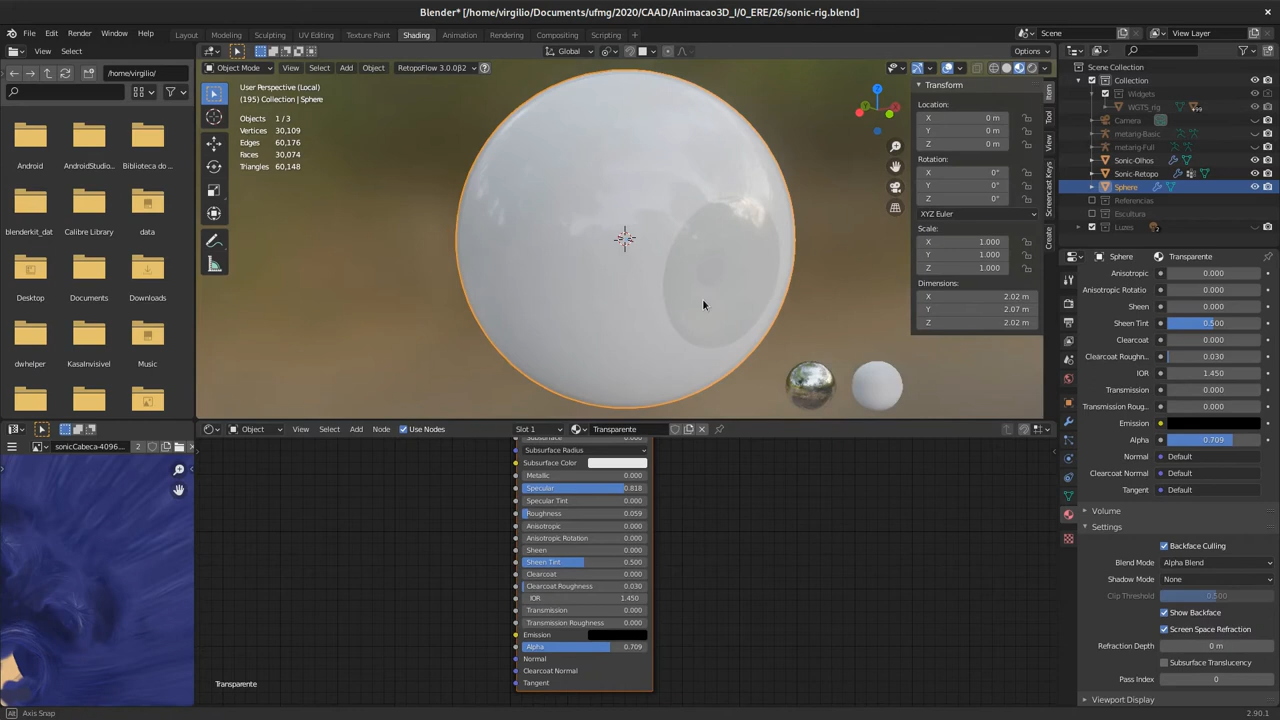 Blender* [/home/virgilio/Documents/ufmg/2020/CAAD/Animacao3D_I/0_ERE/26/sonic-rig.blend]
File Edit Render Window Help Layout Modeling Sculpting UV Editing Texture Paint Shading Animation Rendering Compositing Scripting + Scene View Layer
View Select
Global Options
/home/virgilio/
Object Mode View Select Add Object RetopoFlow 3.0.0β2
User Perspective (Local)
(195) Collection | Sphere
Objects 1 / 3
Vertices 30,109
Edges 60,176
Faces 30,074
Triangles 60,148
Android
AndroidStudio...
Biblioteca do ...
blenderkit_dat
Calibre Library
data
Desktop
Documents
Downloads
dwhelper
KasaInvisivel
Music
Z
X
Y
Transform
Location:
X 0 m
Y 0 m
Z 0 m
Rotation:
X 0°
Y 0°
Z 0°
XYZ Euler
Scale:
X 1.000
Y 1.000
Z 1.000
Dimensions:
X 2.02 m
Y 2.07 m
Z 2.02 m
Item
Tool
View
Screencast Keys
Create
Scene Collection
Collection
Widgets
WGTS_rig
Camera
metarig-Basic
metarig-Full
Sonic-Olhos
Sonic-Retopo
Sphere
Referencias
Escultura
Luzes
Sphere Transparente
Anisotropic 0.000
Anisotropic Rotatio 0.000
Sheen 0.000
Sheen Tint 0.500
Clearcoat 0.000
Clearcoat Roughn... 0.030
IOR 1.450
Transmission 0.000
Transmission Roug... 0.000
Emission
Alpha 0.709
Normal Default
Clearcoat Normal Default
Tangent Default
Volume
Settings
Backface Culling
Blend Mode Alpha Blend
Shadow Mode None
Clip Threshold 0.500
Show Backface
Screen Space Refraction
Refraction Depth 0 m
Subsurface Translucency
Pass Index 0
Viewport Display
sonicCabeca-4096... 2
Object View Select Add Node Use Nodes Slot 1 Transparente
Subsurface Radius
Subsurface Color
Metallic 0.000
Specular 0.818
Specular Tint 0.000
Roughness 0.059
Anisotropic 0.000
Anisotropic Rotation 0.000
Sheen 0.000
Sheen Tint 0.500
Clearcoat 0.000
Clearcoat Roughness 0.030
IOR 1.450
Transmission 0.000
Transmission Roughness 0.000
Emission
Alpha 0.709
Normal
Clearcoat Normal
Tangent
Transparente
Axis Snap
2.90.1